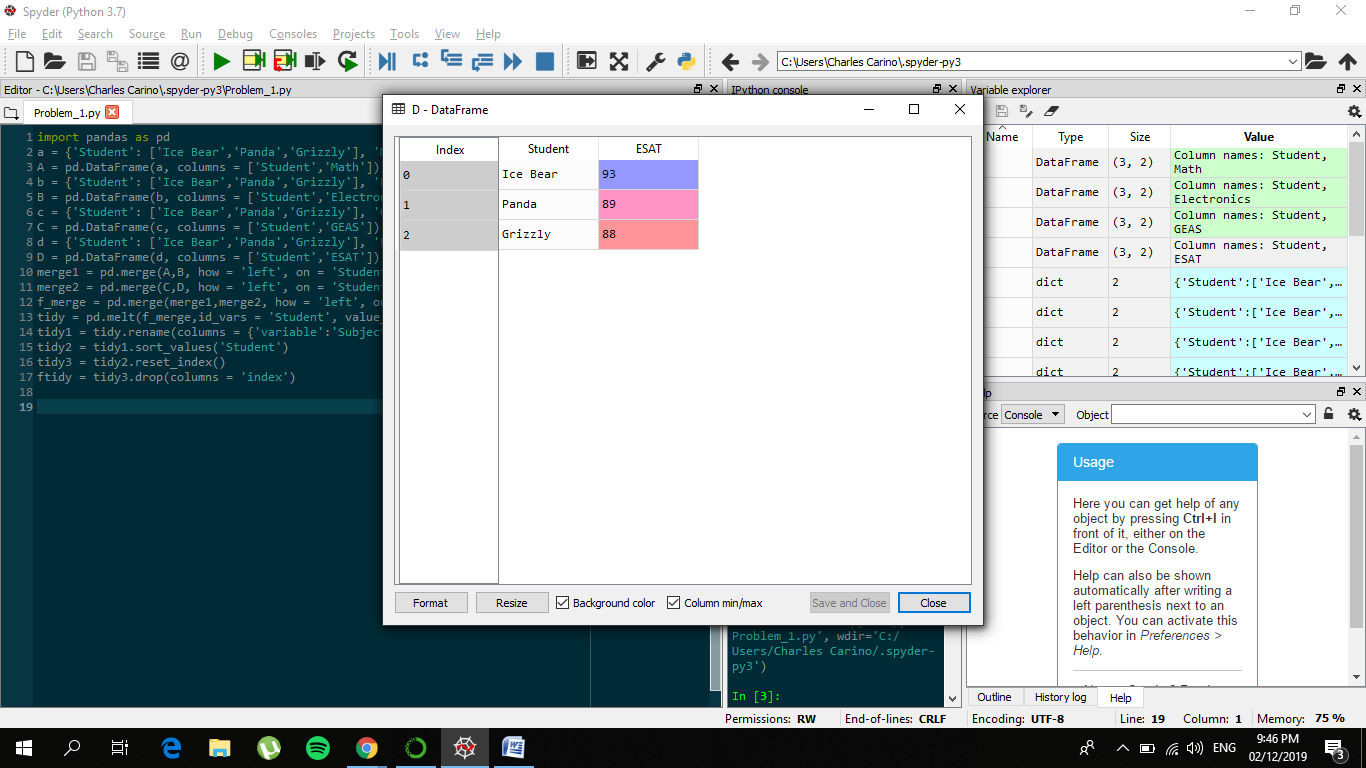 Spyder (Python 3.7)
File Edit Search Source Run Debug Consoles Projects Tools View Help
C:\Users\Charles Carino\.spyder-py3
Editor - C:\Users\Charles Carino\.spyder-py3\Problem_1.py
Problem_1.py
1 import pandas as pd
2 a = {'Student': ['Ice Bear','Panda','Grizzly'],
3 A = pd.DataFrame(a, columns = ['Student','Math'])
4 b = {'Student': ['Ice Bear','Panda','Grizzly'],
5 B = pd.DataFrame(b, columns = ['Student','Electron
6 c = {'Student': ['Ice Bear','Panda','Grizzly'],
7 C = pd.DataFrame(c, columns = ['Student','GEAS'])
8 d = {'Student': ['Ice Bear','Panda','Grizzly'],
9 D = pd.DataFrame(d, columns = ['Student','ESAT'])
10 merge1 = pd.merge(A,B, how = 'left', on = 'Studen
11 merge2 = pd.merge(C,D, how = 'left', on = 'Studen
12 f_merge = pd.merge(merge1,merge2, how = 'left', o
13 tidy = pd.melt(f_merge,id_vars = 'Student', value_
14 tidy1 = tidy.rename(columns = {'variable':'Subjec
15 tidy2 = tidy1.sort_values('Student')
16 tidy3 = tidy2.reset_index()
17 ftidy = tidy3.drop(columns = 'index')
18
19
D - DataFrame
Index Student ESAT
0 Ice Bear 93
1 Panda 89
2 Grizzly 88
Format Resize Background color Column min/max Save and Close Close
IPython console
Problem_1.py', wdir='C:/
Users/Charles Carino/.spyder-
py3')
In [3]:
Variable explorer
Name Type Size Value
DataFrame (3, 2) Column names: Student,
Math
DataFrame (3, 2) Column names: Student,
Electronics
DataFrame (3, 2) Column names: Student,
GEAS
DataFrame (3, 2) Column names: Student,
ESAT
dict 2 {'Student':['Ice Bear',…
dict 2 {'Student':['Ice Bear',…
dict 2 {'Student':['Ice Bear',…
dict 2 {'Student':['Ice Bear',…
Console Object
Usage
Here you can get help of any
object by pressing Ctrl+I in
front of it, either on the
Editor or the Console.
Help can also be shown
automatically after writing a
left parenthesis next to an
object. You can activate this
behavior in Preferences >
Help.
Outline History log Help
Permissions: RW End-of-lines: CRLF Encoding: UTF-8 Line: 19 Column: 1 Memory: 75 %
ENG
9:46 PM
02/12/2019
3